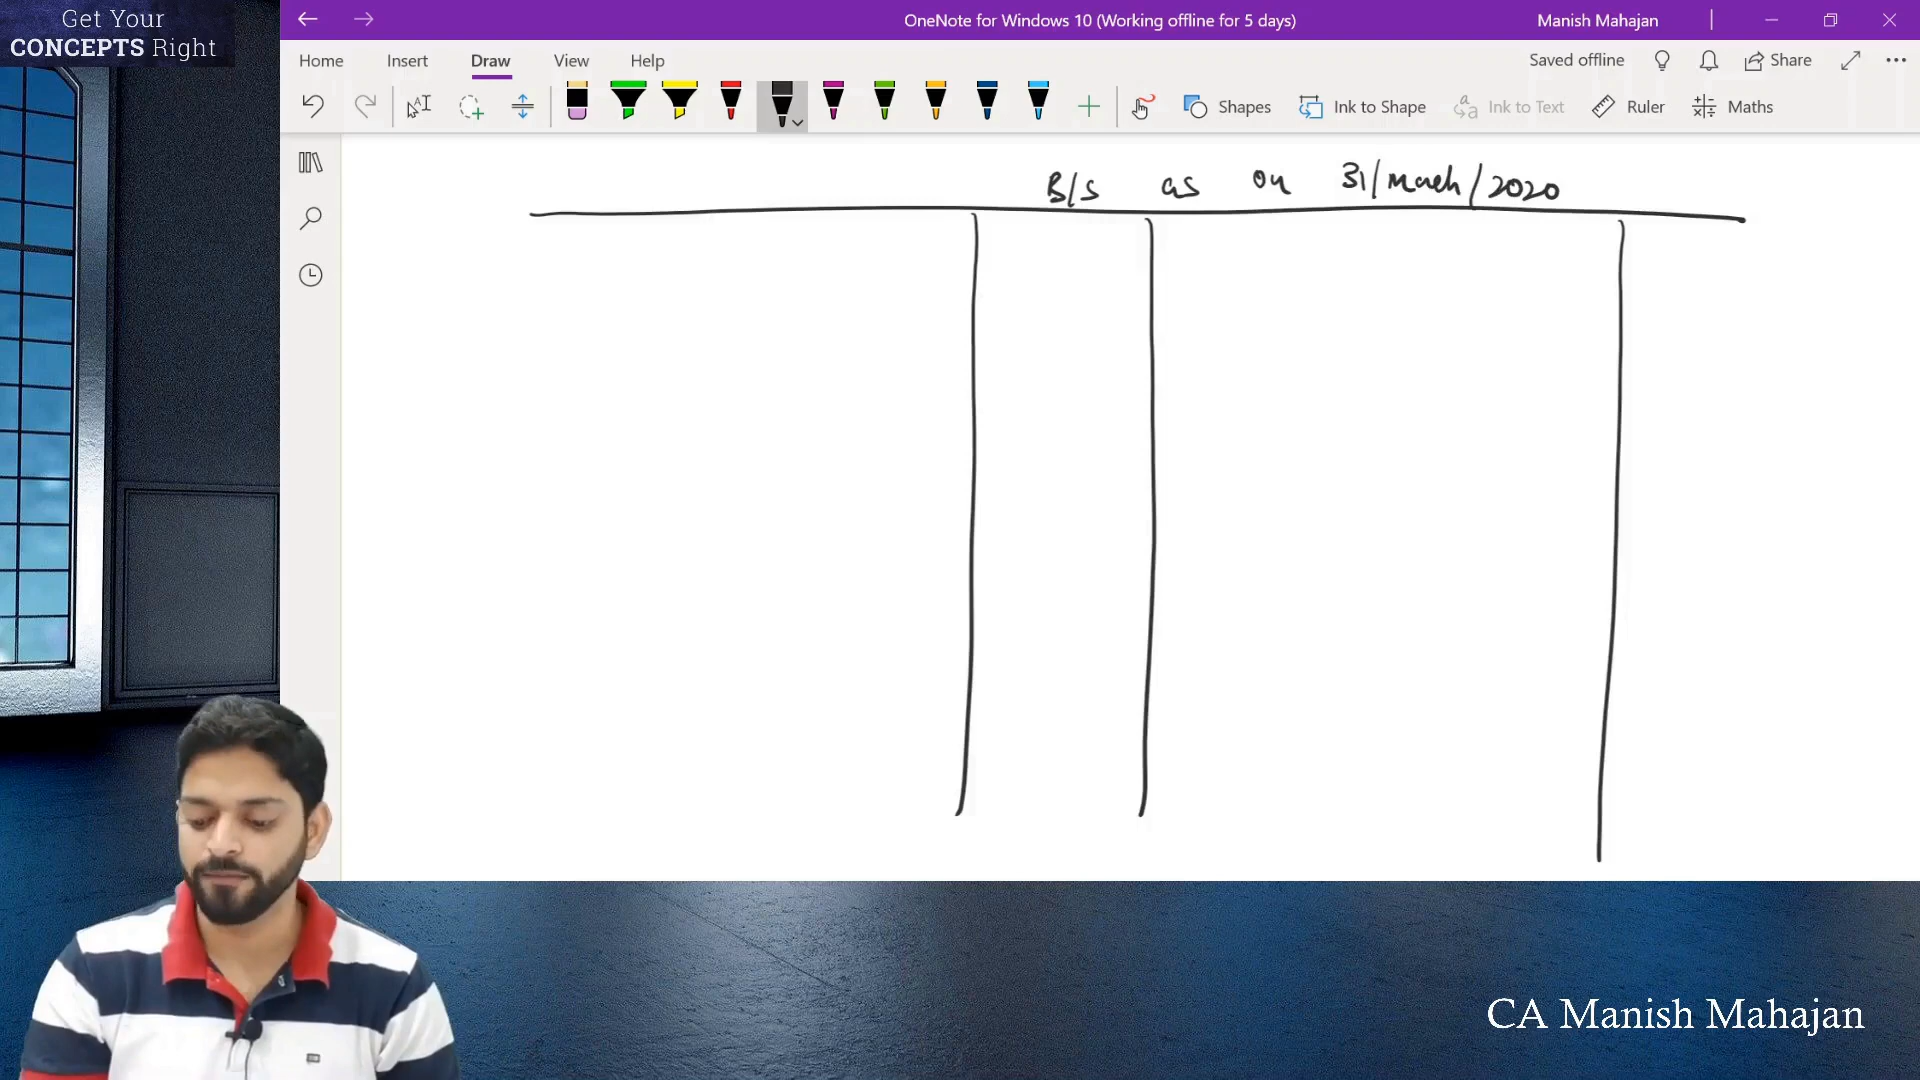 Get Your
CONCEPTS Right
OneNote for Windows 10 (Working offline for 5 days)
Manish Mahajan
Home Insert Draw View Help
Saved offline
Share
Shapes
Ink to Shape
Ink to Text
Ruler
Maths
B/S as on 31/March/2020
CA Manish Mahajan